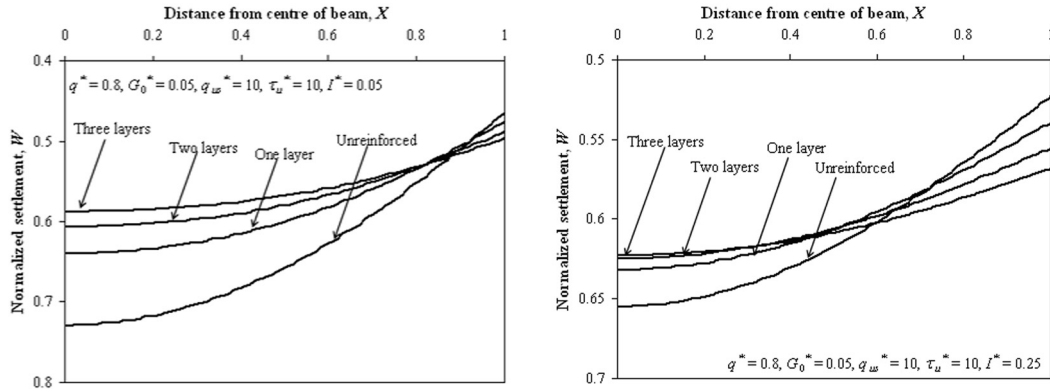 Distance from centre of beam, X
0 0.2 0.4 0.6 0.8 1
0.4
0.5
0.6
0.7
0.8
Normalized settlement, W
q* = 0.8, G₀* = 0.05, qᵤₛ* = 10, τᵤ* = 10, I* = 0.05
Three layers
Two layers
One layer
Unreinforced
Distance from centre of beam, X
0 0.2 0.4 0.6 0.8 1
0.5
0.55
0.6
0.65
0.7
Normalized settlement, W
Three layers
Two layers
One layer
Unreinforced
q* = 0.8, G₀* = 0.05, qᵤₛ* = 10, τᵤ* = 10, I* = 0.25